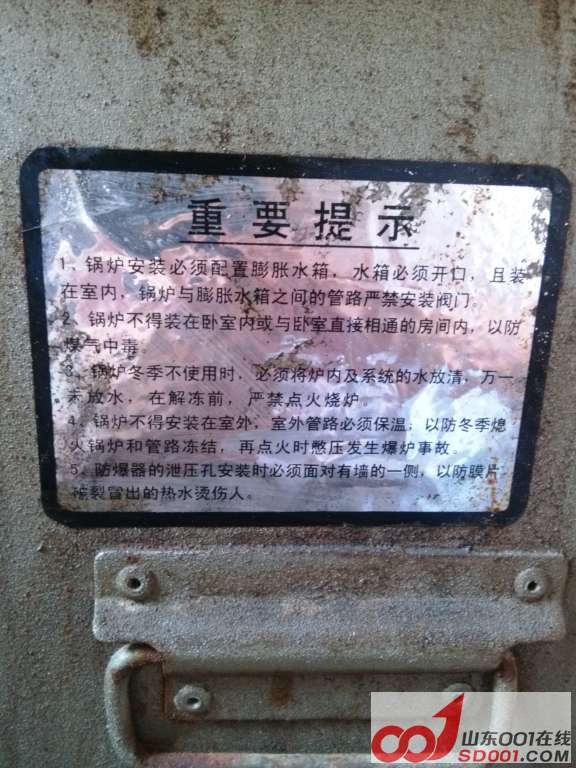 重要提示
1、锅炉安装必须配置膨胀水箱，水箱必须开口，且装
在室内，锅炉与膨胀水箱之间的管路严禁安装阀门。
2、锅炉不得装在卧室内或与卧室直接相通的房间内，以防
煤气中毒。
3、锅炉冬季不使用时，必须将炉内及系统的水放清，万一
未放水，在解冻前，严禁点火烧炉。
4、锅炉不得安装在室外；室外管路必须保温；以防冬季熄
火锅炉和管路冻结，再点火时憋压发生爆炉事故。
5、防爆器的泄压孔安装时必须面对有墙的一侧，以防膜片
破裂冒出的热水烫伤人。
山东001在线
SD001.COM